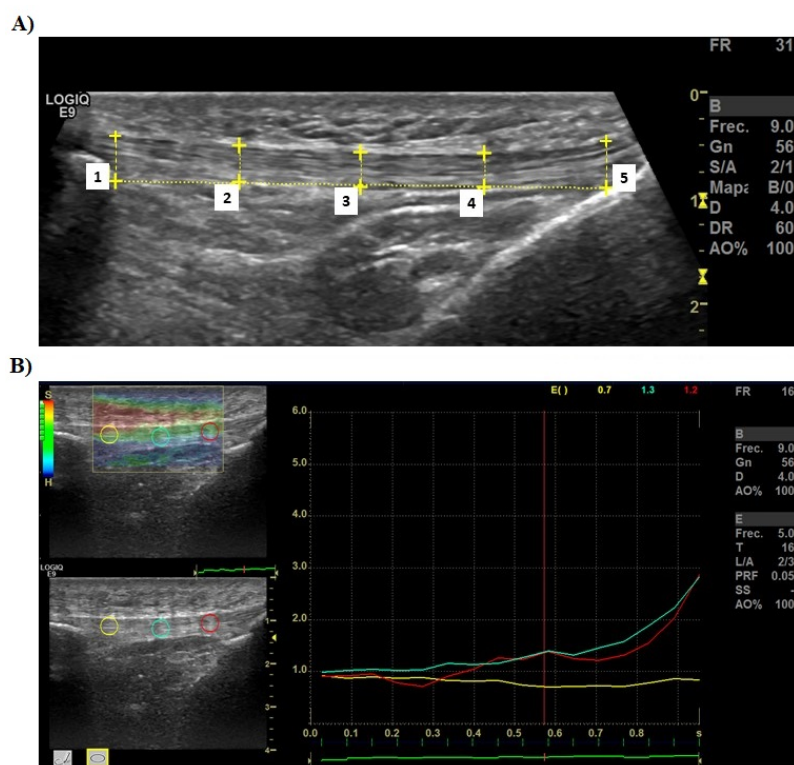 A)
FR 31
LOGIQ
E9
0
B
Frec. 9.0
Gn 56
S/A 2/1
Mapa B/0
D 4.0
DR 60
AO% 100
1
2
3
4
5
1
2
B)
E( ) 0.7 1.3 1.2
S
H
6.0
5.0
4.0
3.0
2.0
1.0
0.0 0.1 0.2 0.3 0.4 0.5 0.6 0.7 0.8 s
LOGIQ
E9
1
2
3
4
FR 16
B
Frec. 9.0
Gn 56
D 4.0
AO% 100
E
Frec. 5.0
T 16
L/A 2/3
PRF 0.05
SS -
AO% 100